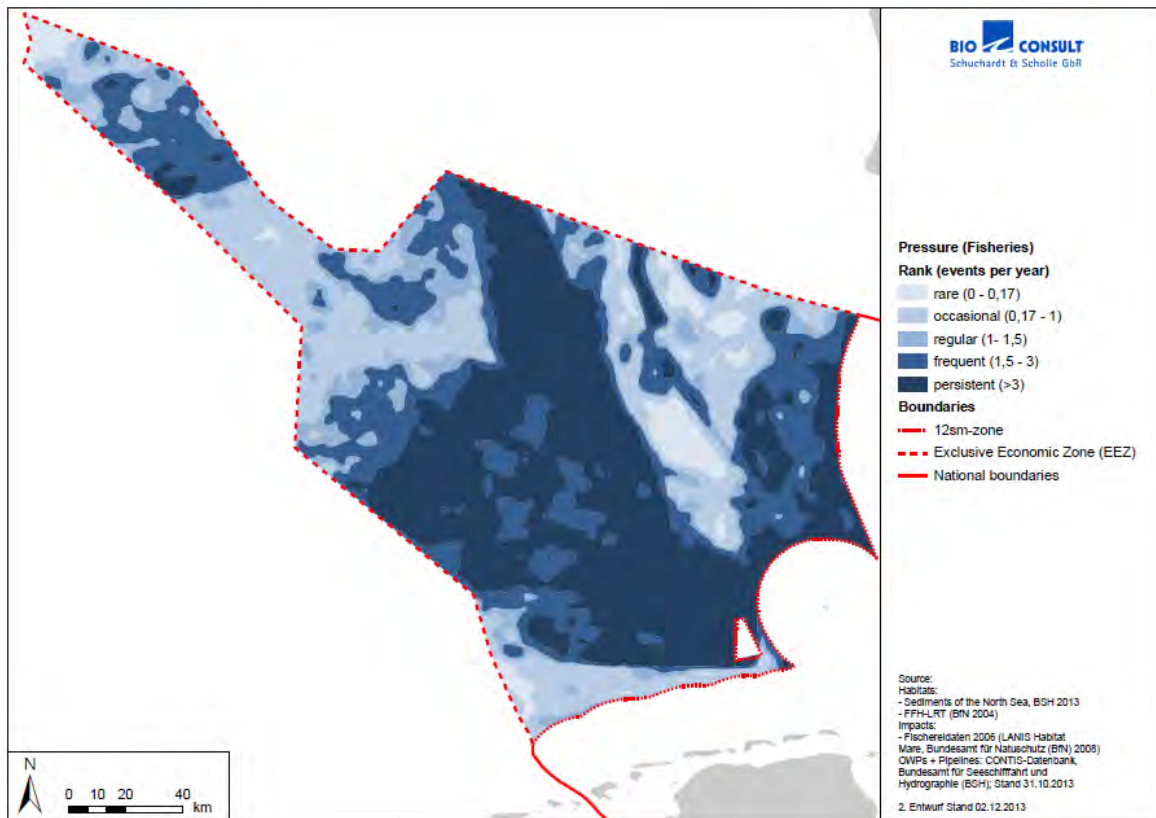 BIO CONSULT
Schuchardt & Scholle GbR
Pressure (Fisheries)
Rank (events per year)
rare (0 - 0,17)
occasional (0,17 - 1)
regular (1- 1,5)
frequent (1,5 - 3)
persistent (>3)
Boundaries
12sm-zone
Exclusive Economic Zone (EEZ)
National boundaries
Source:
Habitats:
- Sediments of the North Sea, BSH 2013
- FFH-LRT (BfN 2004)
Impacts:
- Fischereidaten 2006 (LANIS Habitat
Mare, Bundesamt für Natuschutz (BfN) 2008)
OWPs + Pipelines: CONTIS-Datenbank,
Bundesamt für Seeschifffahrt und
Hydrographie (BSH); Stand 31.10.2013
2. Entwurf Stand 02.12.2013
N
0 10 20 40
km